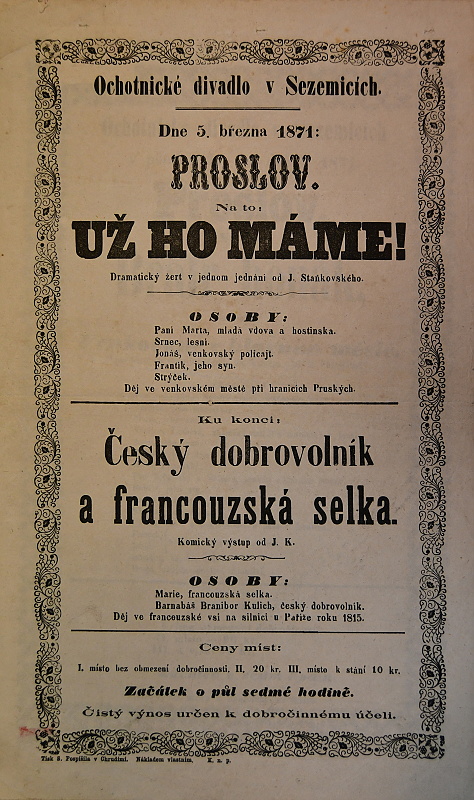 Ochotnické divadlo v Sezemicích.
Dne 5. března 1871:
PROSLOV.
Na to:
UŽ HO MÁME!
Dramatický žert v jednom jednání od J. Staňkovského.
OSOBY:
Paní Marta, mladá vdova a hostinska.
Srnec, lesní.
Jonáš, venkovský policajt.
Frantík, jeho syn.
Strýček.
Děj ve venkovském městě při hranicích Pruských.
Ku konci:
Český dobrovolník
a francouzská selka.
Komický výstup od J. K.
OSOBY:
Marie, francouzská selka.
Barnabáš Branibor Kulich, český dobrovolník.
Děj ve francouzské vsi na silnici u Paříže roku 1815.
Ceny míst:
I. místo bez obmezení dobročinnosti, II. 20 kr. III. místo k stání 10 kr.
Začátek o půl sedmé hodině.
Čistý výnos určen k dobročinnému účeli.
Tisk S. Pospíšila v Chrudimi. Nákladem vlastním. K. n. p.